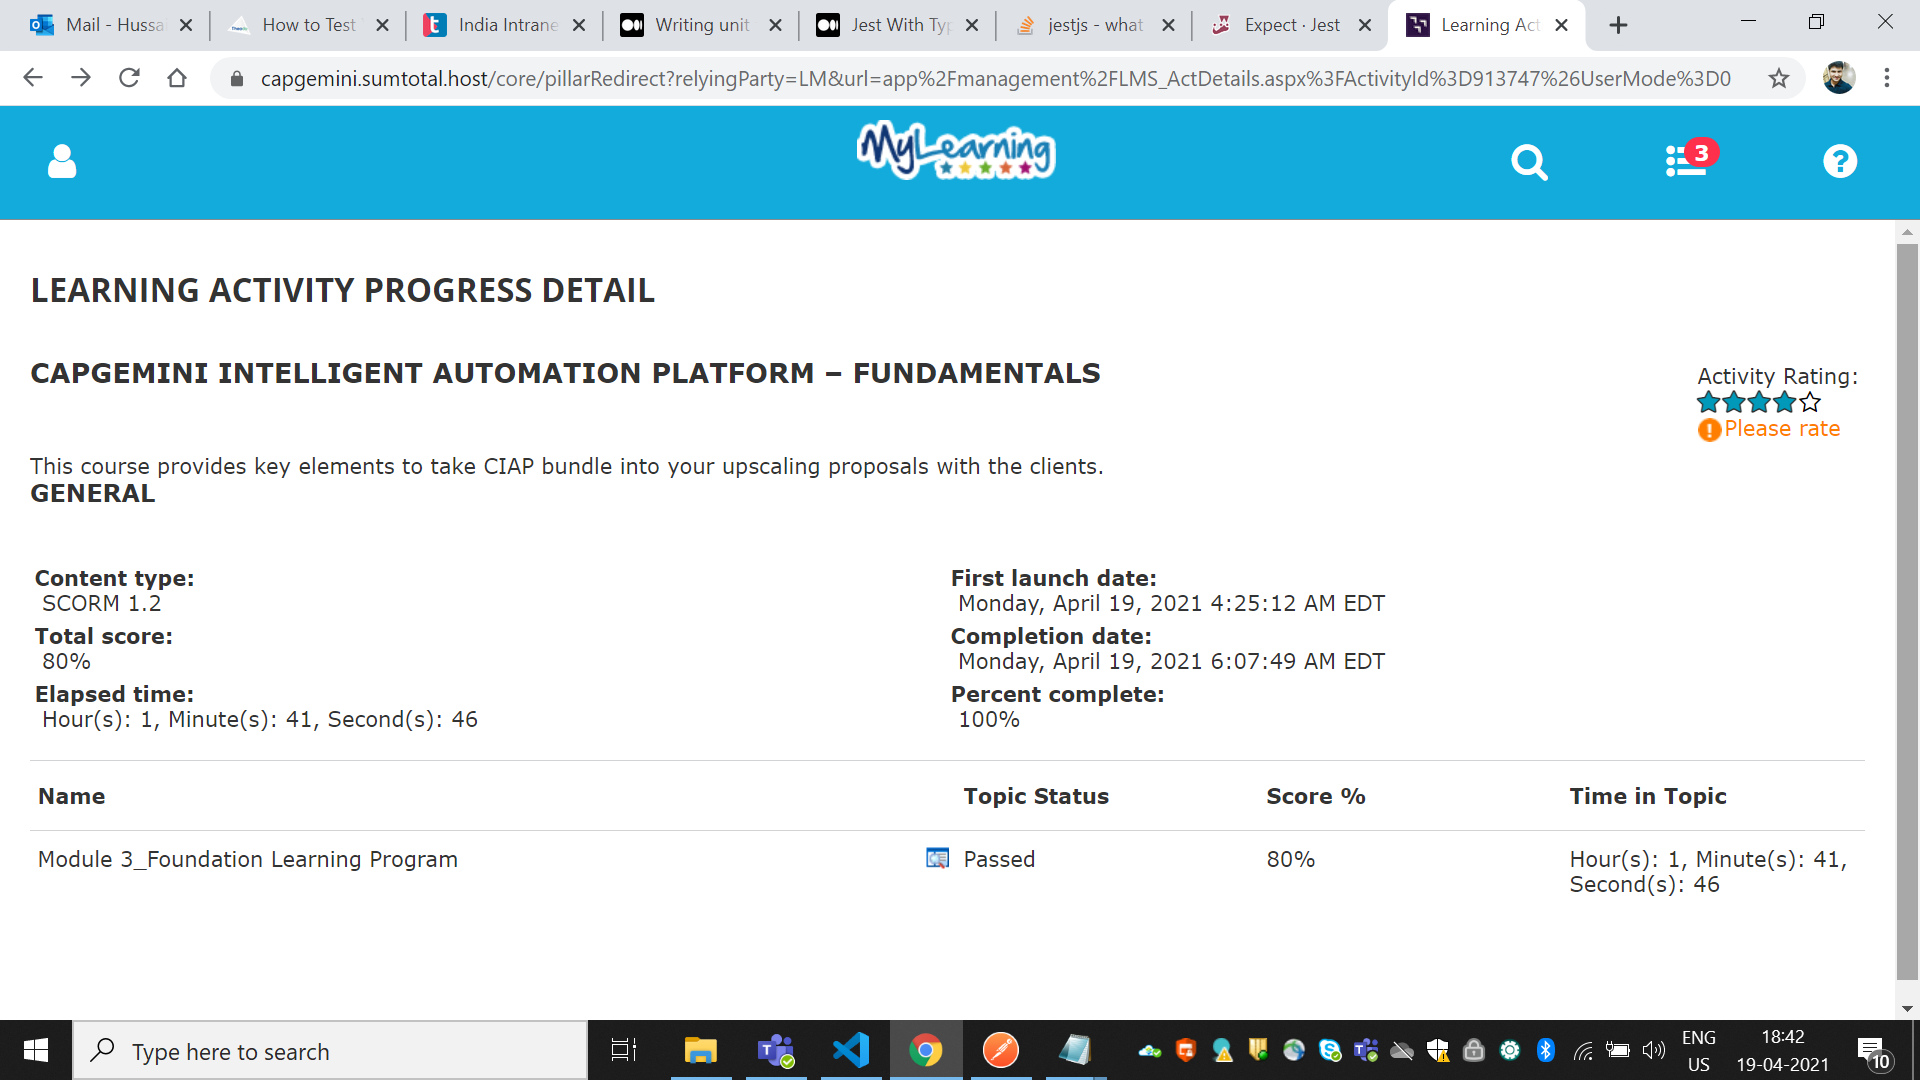 Mail - Hussa
How to Test
India Intrane
Writing unit
Jest With Typ
jestjs - what
Expect · Jest
Learning Act
capgemini.sumtotal.host/core/pillarRedirect?relyingParty=LM&url=app%2Fmanagement%2FLMS_ActDetails.aspx%3FActivityId%3D913747%26UserMode%3D0
MyLearning
3
LEARNING ACTIVITY PROGRESS DETAIL
CAPGEMINI INTELLIGENT AUTOMATION PLATFORM – FUNDAMENTALS
Activity Rating:
Please rate
This course provides key elements to take CIAP bundle into your upscaling proposals with the clients.
GENERAL
Content type:
SCORM 1.2
First launch date:
Monday, April 19, 2021 4:25:12 AM EDT
Total score:
80%
Completion date:
Monday, April 19, 2021 6:07:49 AM EDT
Elapsed time:
Hour(s): 1, Minute(s): 41, Second(s): 46
Percent complete:
100%
Name Topic Status Score % Time in Topic
Module 3_Foundation Learning Program Passed 80% Hour(s): 1, Minute(s): 41,
Second(s): 46
Type here to search
ENG
US
18:42
19-04-2021
10